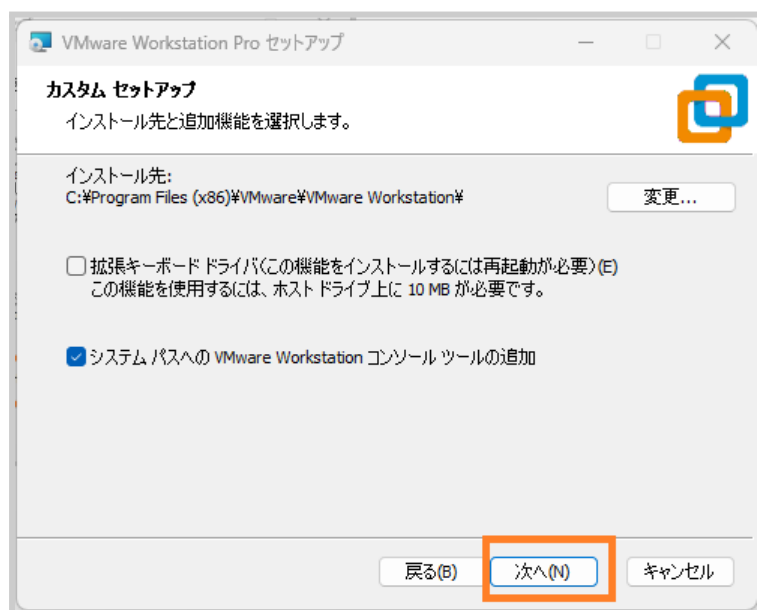 VMware Workstation Pro セットアップ
カスタム セットアップ
インストール先と追加機能を選択します。
インストール先:
C:¥Program Files (x86)¥VMware¥VMware Workstation¥
変更...
拡張キーボード ドライバ(この機能をインストールするには再起動が必要)(E)
この機能を使用するには、ホスト ドライブ上に 10 MB が必要です。
システム パスへの VMware Workstation コンソール ツールの追加
戻る(B)
次へ(N)
キャンセル